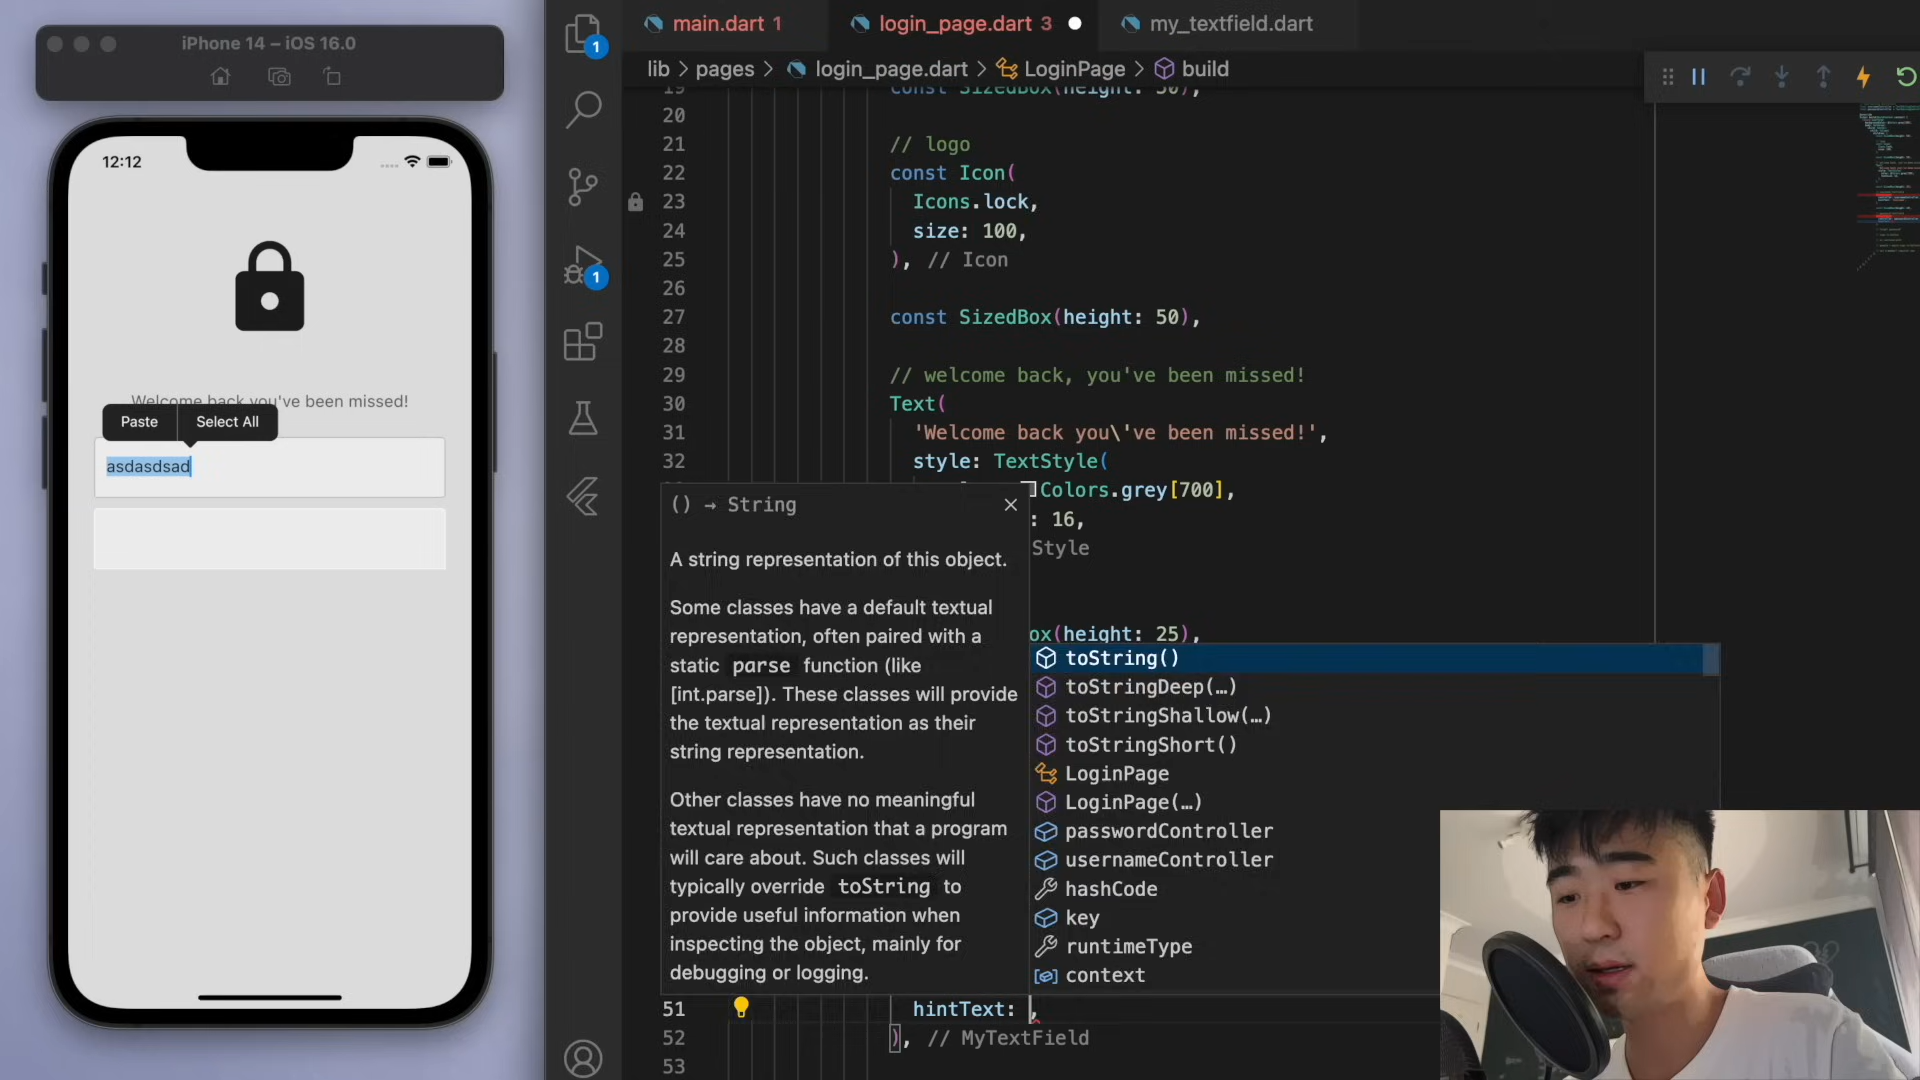 iPhone 14 – iOS 16.0
12:12
Welcome back you've been missed!
Paste
Select All
asdasdsad
1
1
main.dart 1
login_page.dart 3
my_textfield.dart
lib > pages > login_page.dart > LoginPage > build
19 const SizedBox(height: 50),
20
21 // logo
22 const Icon(
23 Icons.lock,
24 size: 100,
25 ), // Icon
26
27 const SizedBox(height: 50),
28
29 // welcome back, you've been missed!
30 Text(
31 'Welcome back you\'ve been missed!',
32 style: TextStyle(
Colors.grey[700],
: 16,
Style
ox(height: 25),
() → String
A string representation of this object.
Some classes have a default textual
representation, often paired with a
static parse function (like
[int.parse]). These classes will provide
the textual representation as their
string representation.
Other classes have no meaningful
textual representation that a program
will care about. Such classes will
typically override toString to
provide useful information when
inspecting the object, mainly for
debugging or logging.
toString()
toStringDeep(…)
toStringShallow(…)
toStringShort()
LoginPage
LoginPage(…)
passwordController
usernameController
hashCode
key
runtimeType
context
51 hintText: ,
52 ), // MyTextField
53